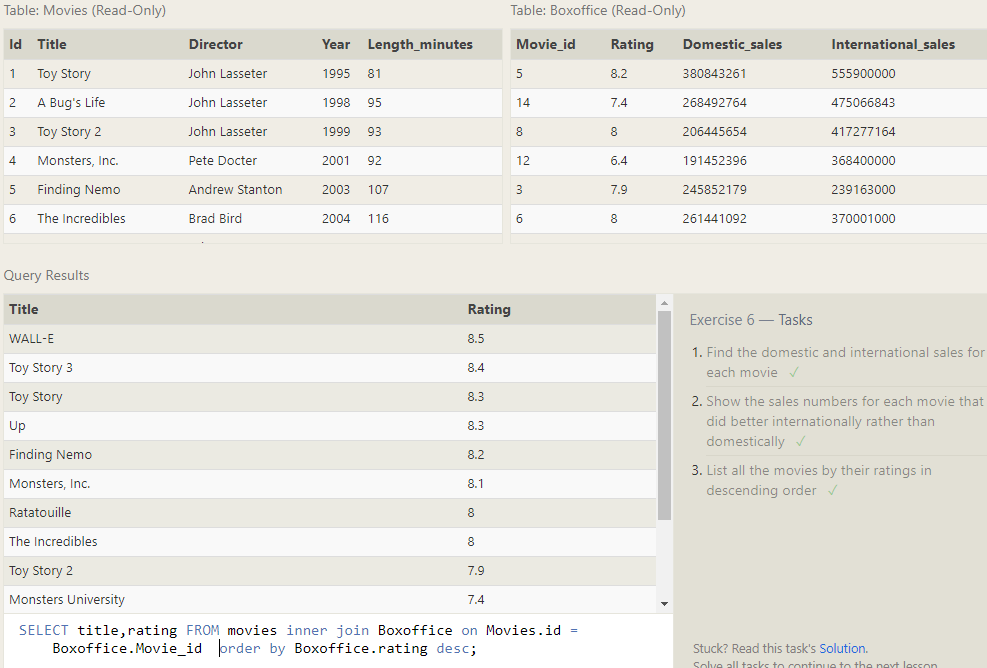 Table: Movies (Read-Only)
Table: Boxoffice (Read-Only)
Id Title Director Year Length_minutes
1 Toy Story John Lasseter 1995 81
2 A Bug's Life John Lasseter 1998 95
3 Toy Story 2 John Lasseter 1999 93
4 Monsters, Inc. Pete Docter 2001 92
5 Finding Nemo Andrew Stanton 2003 107
6 The Incredibles Brad Bird 2004 116
Movie_id Rating Domestic_sales International_sales
5 8.2 380843261 555900000
14 7.4 268492764 475066843
8 8 206445654 417277164
12 6.4 191452396 368400000
3 7.9 245852179 239163000
6 8 261441092 370001000
Query Results
Title Rating
WALL-E 8.5
Toy Story 3 8.4
Toy Story 8.3
Up 8.3
Finding Nemo 8.2
Monsters, Inc. 8.1
Ratatouille 8
The Incredibles 8
Toy Story 2 7.9
Monsters University 7.4
SELECT title,rating FROM movies inner join Boxoffice on Movies.id =
Boxoffice.Movie_id order by Boxoffice.rating desc;
Exercise 6 — Tasks
1. Find the domestic and international sales for
each movie ✓
2. Show the sales numbers for each movie that
did better internationally rather than
domestically ✓
3. List all the movies by their ratings in
descending order ✓
Stuck? Read this task's Solution.
Solve all tasks to continue to the next lesson.